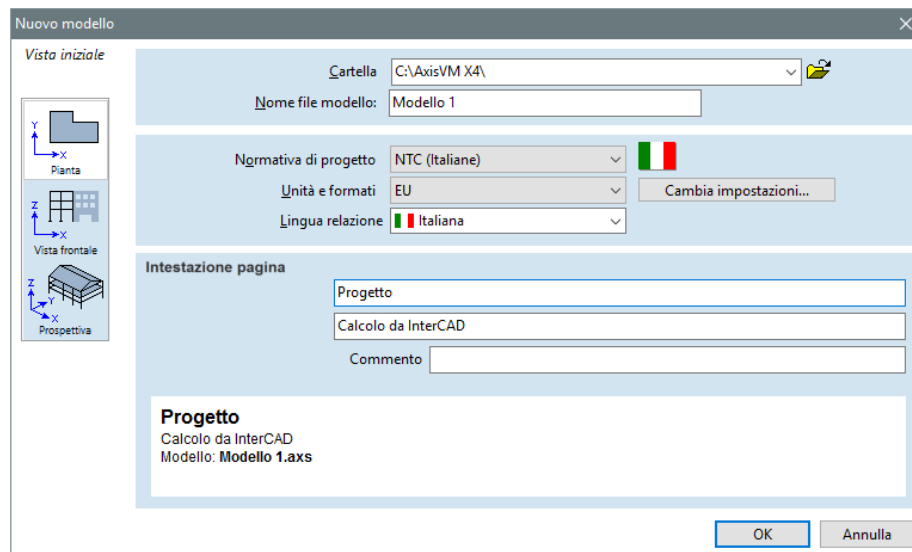 Nuovo modello
Vista iniziale
Y
X
Pianta
Z
X
Vista frontale
Z
Y
X
Prospettiva
Cartella C:\AxisVM X4\
Nome file modello: Modello 1
Normativa di progetto NTC (Italiane)
Unità e formati EU Cambia impostazioni...
Lingua relazione Italiana
Intestazione pagina
Progetto
Calcolo da InterCAD
Commento
Progetto
Calcolo da InterCAD
Modello: Modello 1.axs
OK Annulla